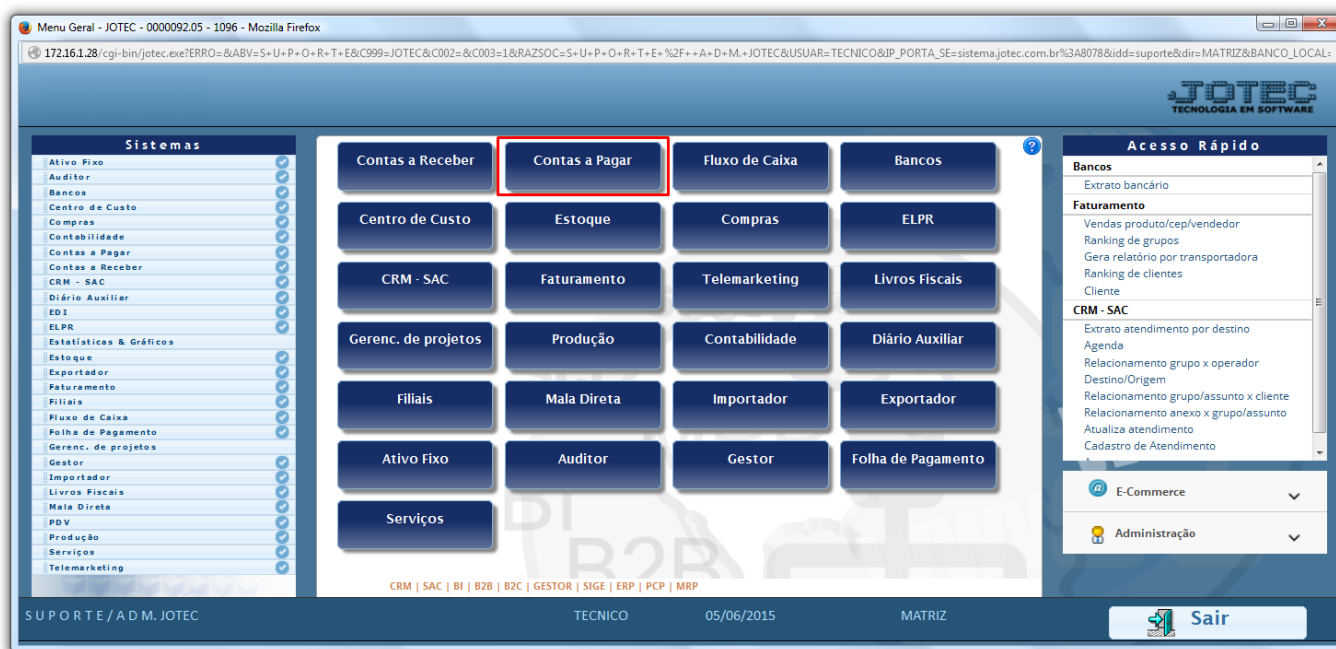 Menu Geral - JOTEC - 0000092.05 - 1096 - Mozilla Firefox
172.16.1.28/cgi-bin/jotec.exe?ERRO=&ABV=S+U+P+O+R+T+E&C999=JOTEC&C002=&C003=1&RAZSOC=S+U+P+O+R+T+E+%2F++A+D+M.+JOTEC&USUAR=TECNICO&IP_PORTA_SE=sistema.jotec.com.br%3A8078&idd=suporte&dir=MATRIZ&BANCO_LOCAL=
JOTEC
TECNOLOGIA EM SOFTWARE
Sistemas
Ativo Fixo
Auditor
Bancos
Centro de Custo
Compras
Contabilidade
Contas a Pagar
Contas a Receber
CRM - SAC
Diário Auxiliar
EDI
ELPR
Estatísticas & Gráficos
Estoque
Exportador
Faturamento
Filiais
Fluxo de Caixa
Folha de Pagamento
Gerenc. de projetos
Gestor
Importador
Livros Fiscais
Mala Direta
PDV
Produção
Serviços
Telemarketing
Contas a Receber Contas a Pagar Fluxo de Caixa Bancos
Centro de Custo Estoque Compras ELPR
CRM - SAC Faturamento Telemarketing Livros Fiscais
Gerenc. de projetos Produção Contabilidade Diário Auxiliar
Filiais Mala Direta Importador Exportador
Ativo Fixo Auditor Gestor Folha de Pagamento
Serviços
BI
B2B
CRM | SAC | BI | B2B | B2C | GESTOR | SIGE | ERP | PCP | MRP
?
Acesso Rápido
Bancos
Extrato bancário
Faturamento
Vendas produto/cep/vendedor
Ranking de grupos
Gera relatório por transportadora
Ranking de clientes
Cliente
CRM - SAC
Extrato atendimento por destino
Agenda
Relacionamento grupo x operador
Destino/Origem
Relacionamento grupo/assunto x cliente
Relacionamento anexo x grupo/assunto
Atualiza atendimento
Cadastro de Atendimento
@ E-Commerce
Administração
S U P O R T E / A D M. JOTEC TECNICO 05/06/2015 MATRIZ Sair